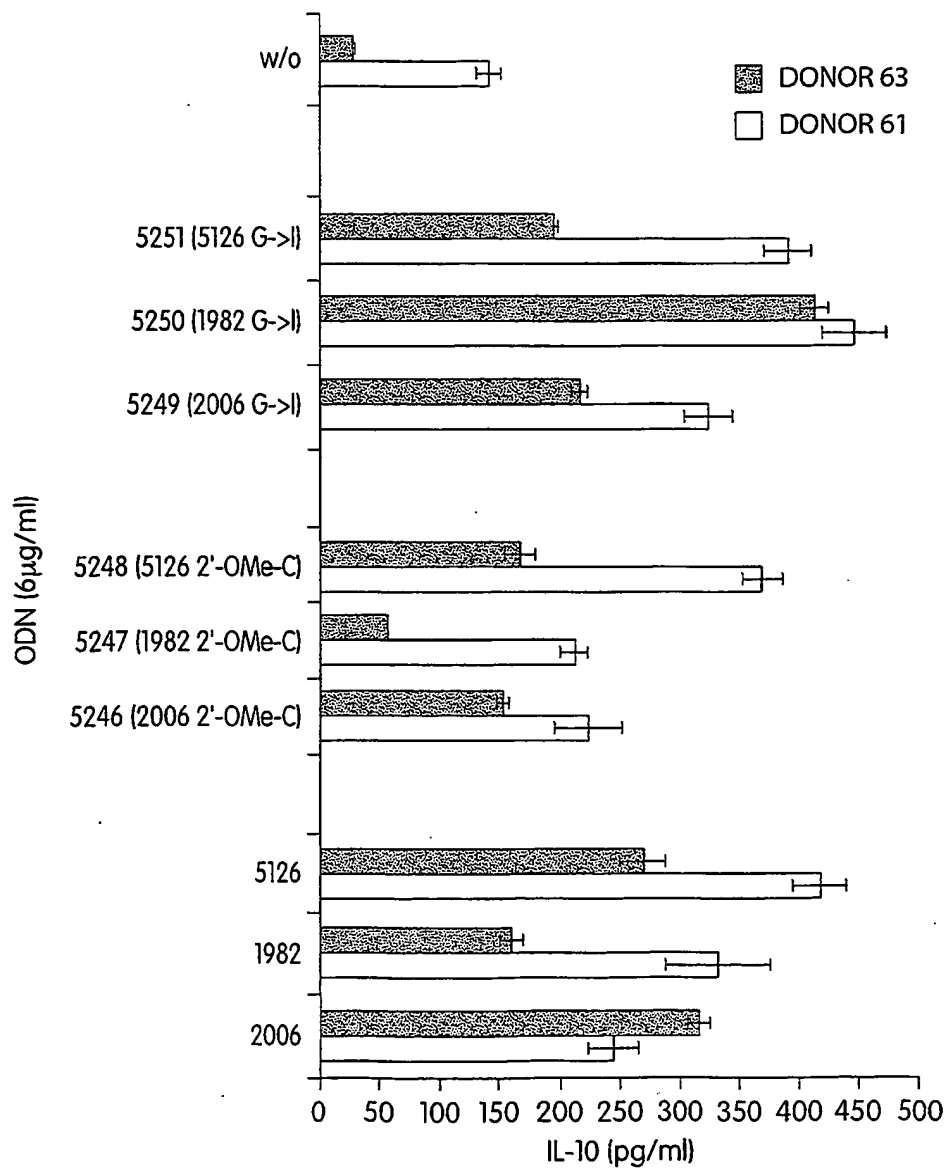 w/o
DONOR 63
DONOR 61
5251 (5126 G->I)
5250 (1982 G->I)
5249 (2006 G->I)
5248 (5126 2'-OMe-C)
5247 (1982 2'-OMe-C)
5246 (2006 2'-OMe-C)
5126
1982
2006
ODN (6µg/ml)
0 50 100 150 200 250 300 350 400 450 500
IL-10 (pg/ml)